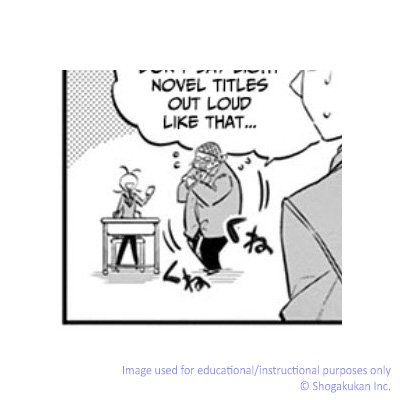 NOVEL TITLES
OUT LOUD
LIKE THAT...
くね
くね
Image used for educational/instructional purposes only
© Shogakukan Inc.